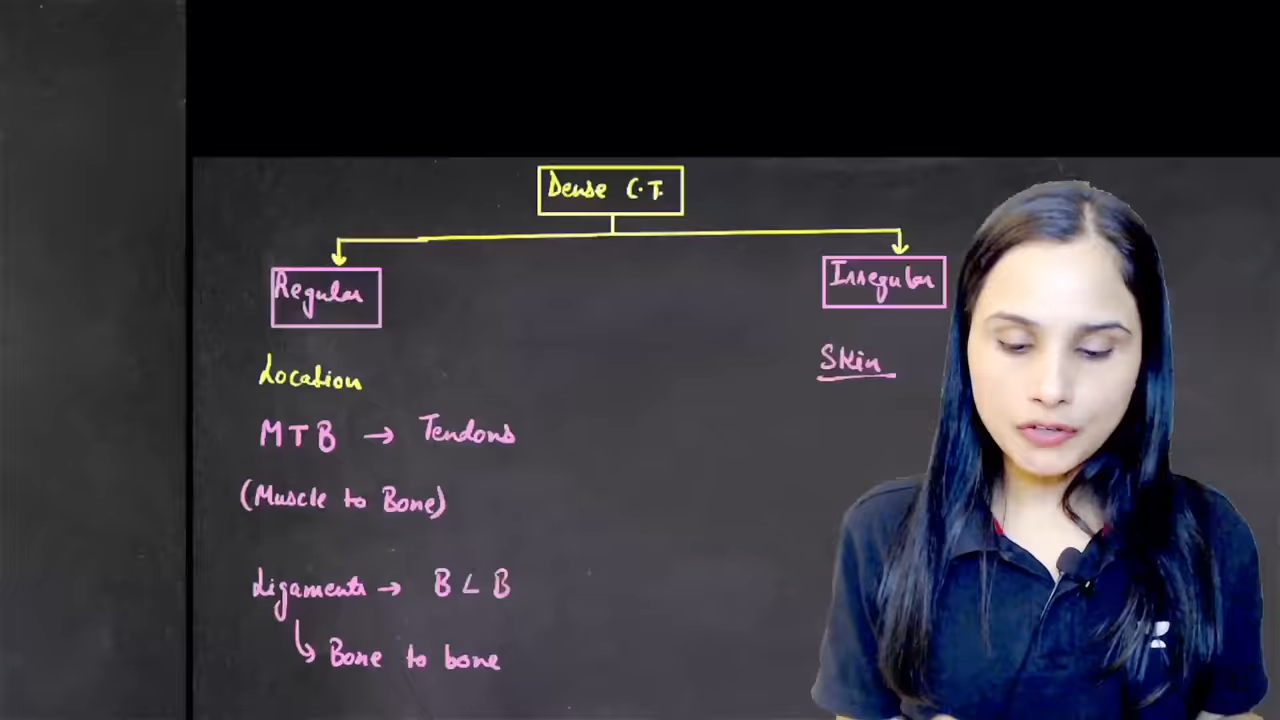 Dense C.T.
Regular
Irregular
Location
Skin
MTB → Tendons
(Muscle to Bone)
Ligaments → B L B
↳ Bone to bone